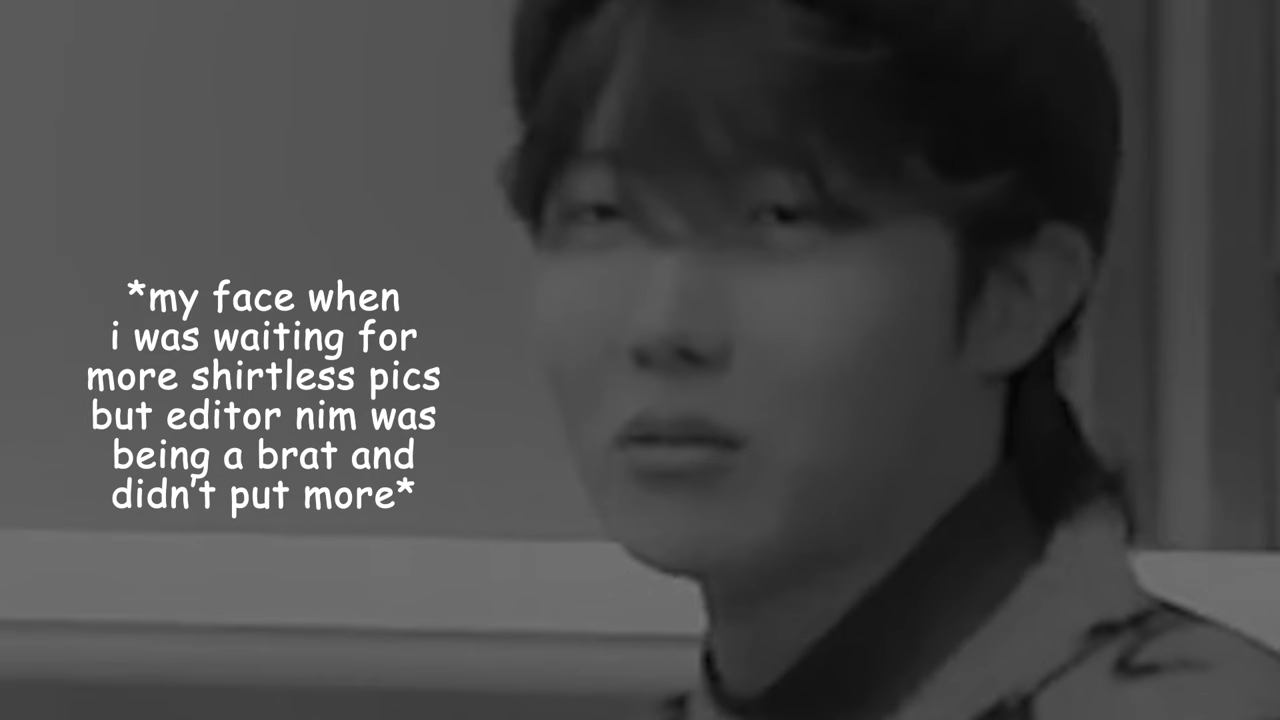 *my face when
i was waiting for
more shirtless pics
but editor nim was
being a brat and
didn't put more*